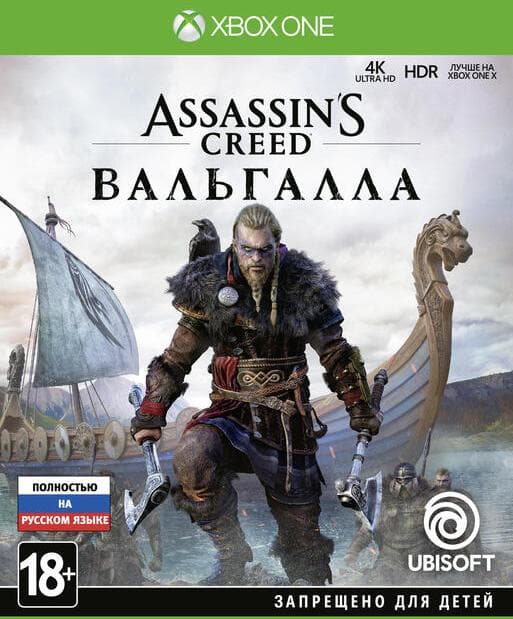 XBOX ONE
4K
ULTRA HD
HDR
ЛУЧШЕ НА
XBOX ONE X
ASSASSIN'S
CREED
ВАЛЬГАЛЛА
ПОЛНОСТЬЮ
НА
РУССКОМ ЯЗЫКЕ
18+
UBISOFT
ЗАПРЕЩЕНО ДЛЯ ДЕТЕЙ